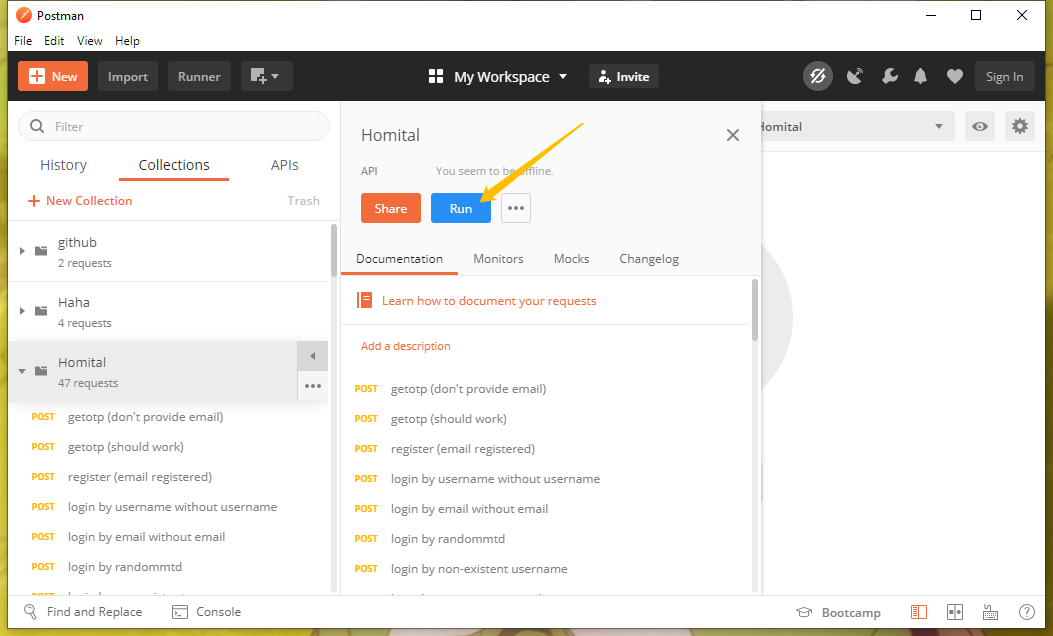 Postman
File Edit View Help
New Import Runner My Workspace Invite Sign In
Filter
History Collections APIs
New Collection Trash
github
2 requests
Haha
4 requests
Homital
47 requests
POST getotp (don't provide email)
POST getotp (should work)
POST register (email registered)
POST login by username without username
POST login by email without email
POST login by randommtd
Homital
API You seem to be offline.
Share Run
Documentation Monitors Mocks Changelog
Learn how to document your requests
Add a description
POST getotp (don't provide email)
POST getotp (should work)
POST register (email registered)
POST login by username without username
POST login by email without email
POST login by randommtd
POST login by non-existent username
Homital
Find and Replace Console Bootcamp